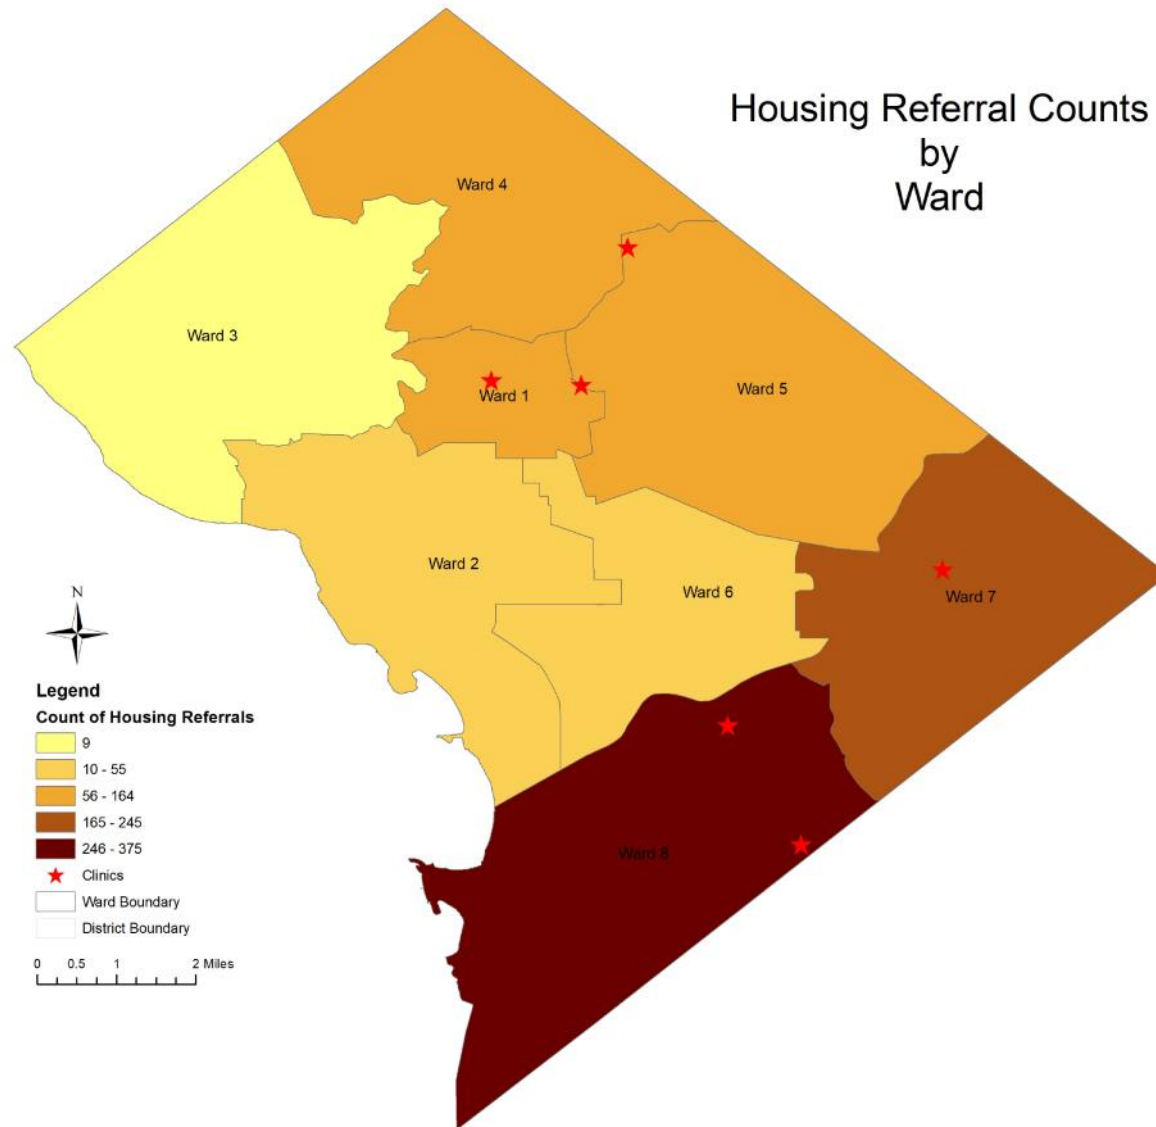 Housing Referral Counts
by
Ward
Ward 4
Ward 3
Ward 5
Ward 1
Ward 2
Ward 6
Ward 7
Ward 8
N
Legend
Count of Housing Referrals
9
10 - 55
56 - 164
165 - 245
246 - 375
Clinics
Ward Boundary
District Boundary
0 0.5 1 2 Miles